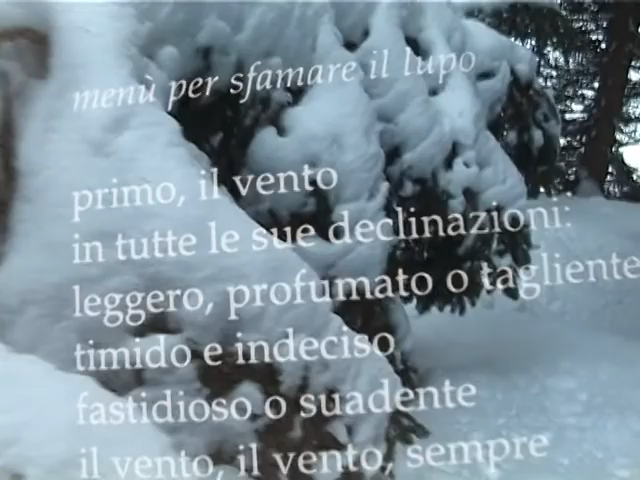 menù per sfamare il lupo
primo, il vento
in tutte le sue declinazioni:
leggero, profumato o tagliente
timido e indeciso
fastidioso o suadente
il vento, il vento, sempre